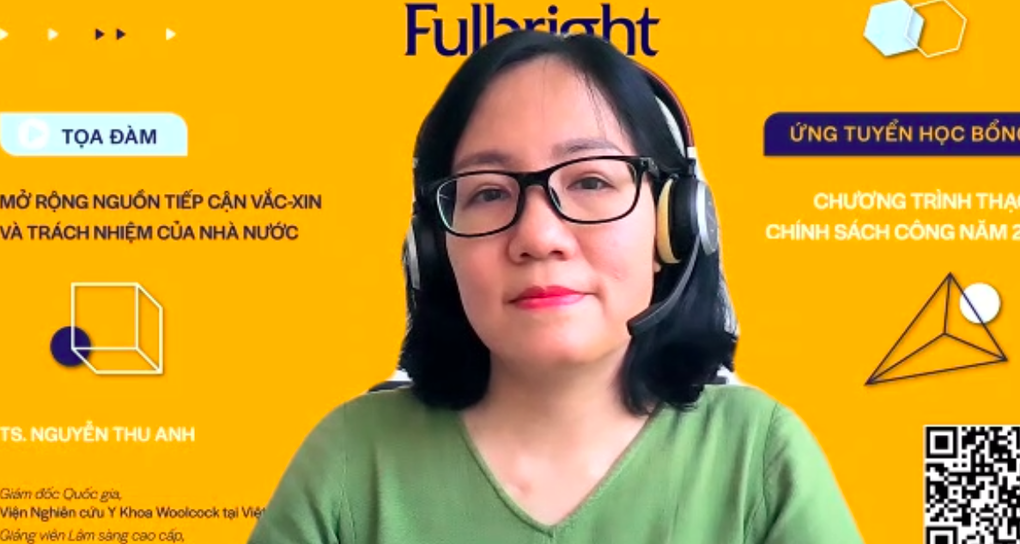 Fulbright
TỌA ĐÀM
MỞ RỘNG NGUỒN TIẾP CẬN VẮC-XIN
VÀ TRÁCH NHIỆM CỦA NHÀ NƯỚC
TS. NGUYỄN THU ANH
Giám đốc Quốc gia,
Viện Nghiên cứu Y Khoa Woolcock tại Việt
Giảng viên Lâm sàng cao cấp,
ỨNG TUYỂN HỌC BỔNG
CHƯƠNG TRÌNH THẠC
CHÍNH SÁCH CÔNG NĂM 2